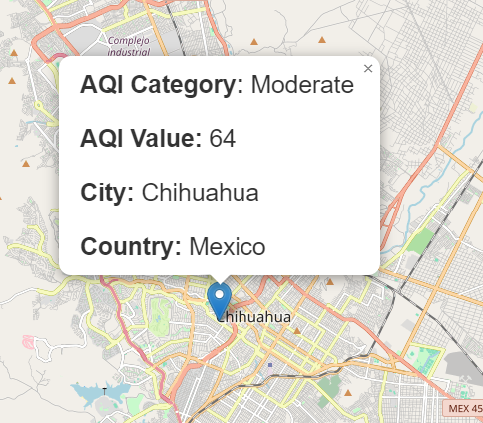 Complejo
industrial
×
AQI Category: Moderate
AQI Value: 64
City: Chihuahua
Country: Mexico
Chihuahua
MEX 45